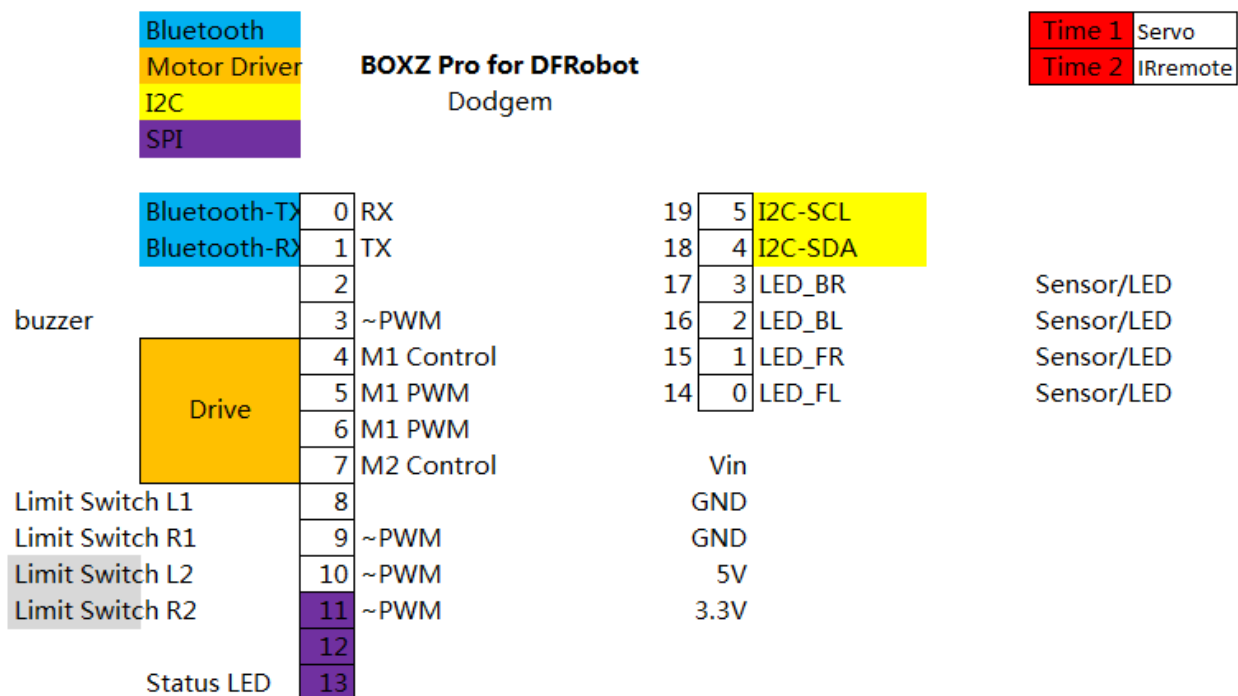 Bluetooth
Motor Driver BOXZ Pro for DFRobot
I2C Dodgem
SPI
Time 1 Servo
Time 2 IRremote
Bluetooth-TX 0 RX
Bluetooth-RX 1 TX
2
buzzer 3 ~PWM
4 M1 Control
Drive
5 M1 PWM
6 M1 PWM
7 M2 Control
Limit Switch L1 8
Limit Switch R1 9 ~PWM
Limit Switch L2 10 ~PWM
Limit Switch R2 11 ~PWM
12
Status LED 13
19 5 I2C-SCL
18 4 I2C-SDA
17 3 LED_BR Sensor/LED
16 2 LED_BL Sensor/LED
15 1 LED_FR Sensor/LED
14 0 LED_FL Sensor/LED
Vin
GND
GND
5V
3.3V